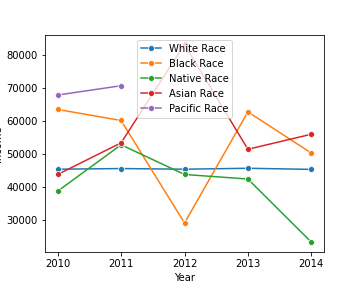 80000
70000
60000
50000
40000
30000
White Race
Black Race
Native Race
Asian Race
Pacific Race
2010 2011 2012 2013 2014
Year